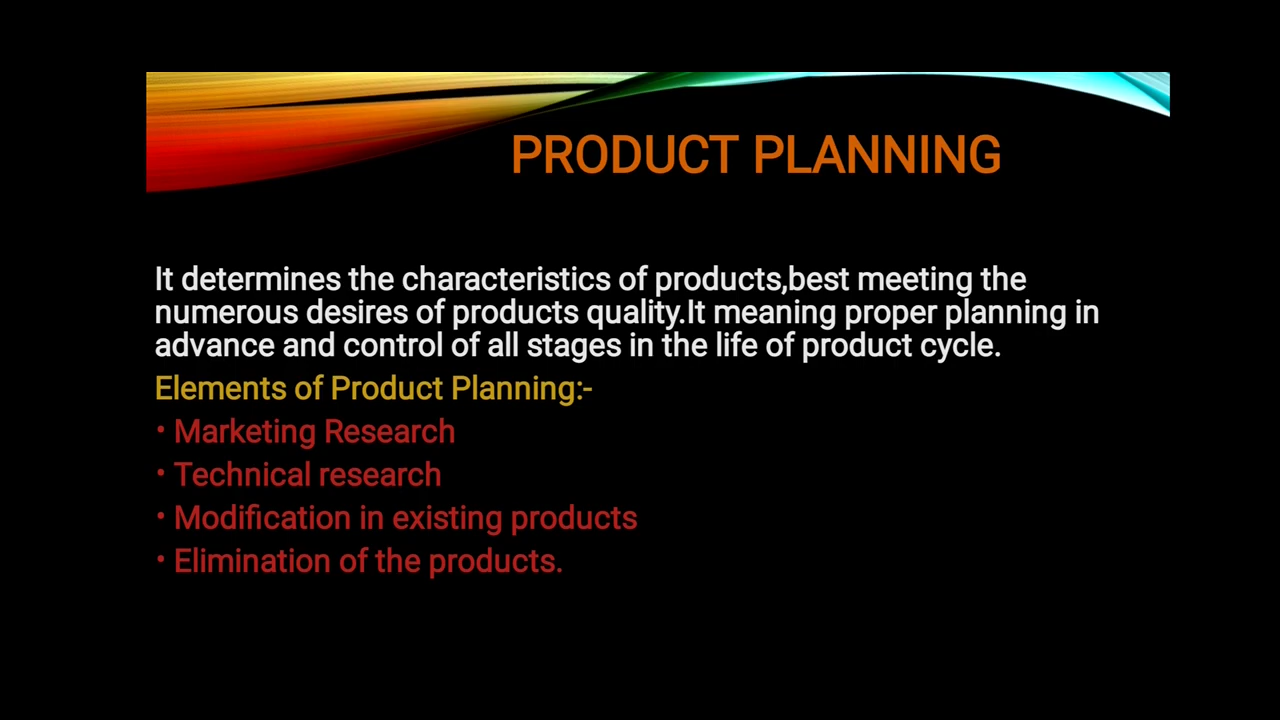 PRODUCT PLANNING
It determines the characteristics of products,best meeting the
numerous desires of products quality.It meaning proper planning in
advance and control of all stages in the life of product cycle.
Elements of Product Planning:-
• Marketing Research
• Technical research
• Modification in existing products
• Elimination of the products.